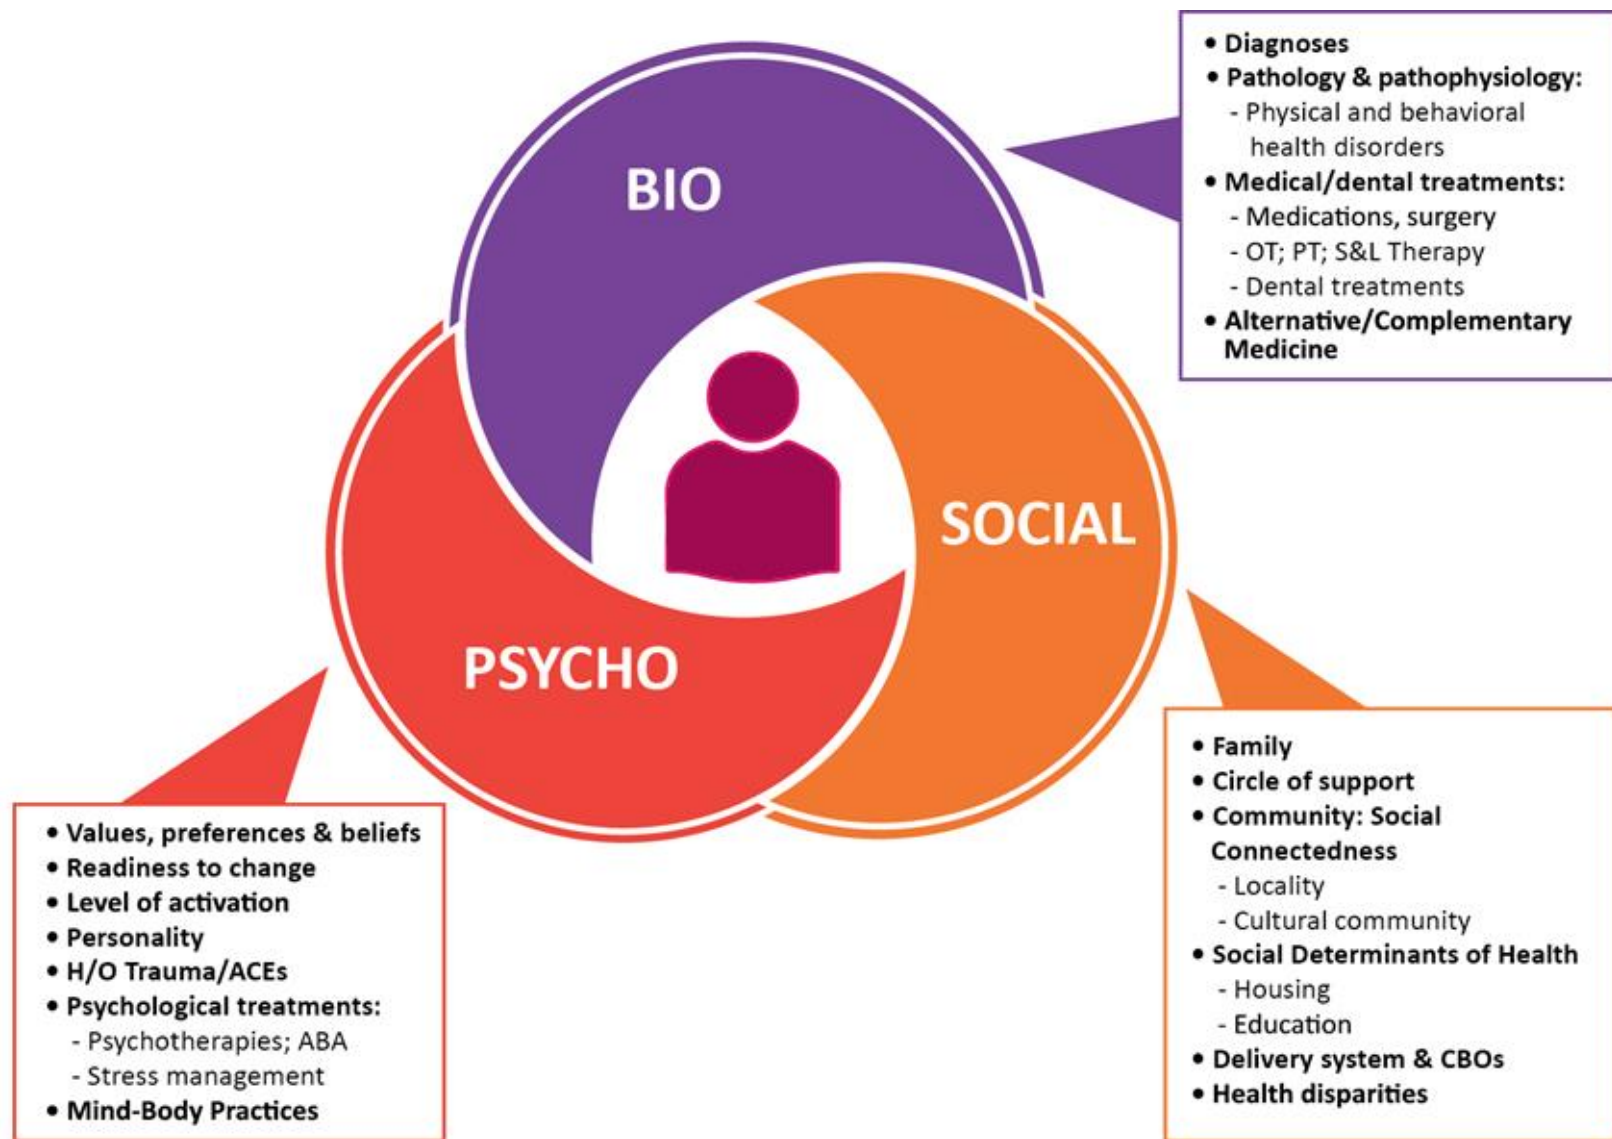 BIO
SOCIAL
PSYCHO
• Diagnoses
• Pathology & pathophysiology:
- Physical and behavioral
health disorders
• Medical/dental treatments:
- Medications, surgery
- OT; PT; S&L Therapy
- Dental treatments
• Alternative/Complementary
Medicine
• Family
• Circle of support
• Community: Social
Connectedness
- Locality
- Cultural community
• Social Determinants of Health
- Housing
- Education
• Delivery system & CBOs
• Health disparities
• Values, preferences & beliefs
• Readiness to change
• Level of activation
• Personality
• H/O Trauma/ACEs
• Psychological treatments:
- Psychotherapies; ABA
- Stress management
• Mind-Body Practices